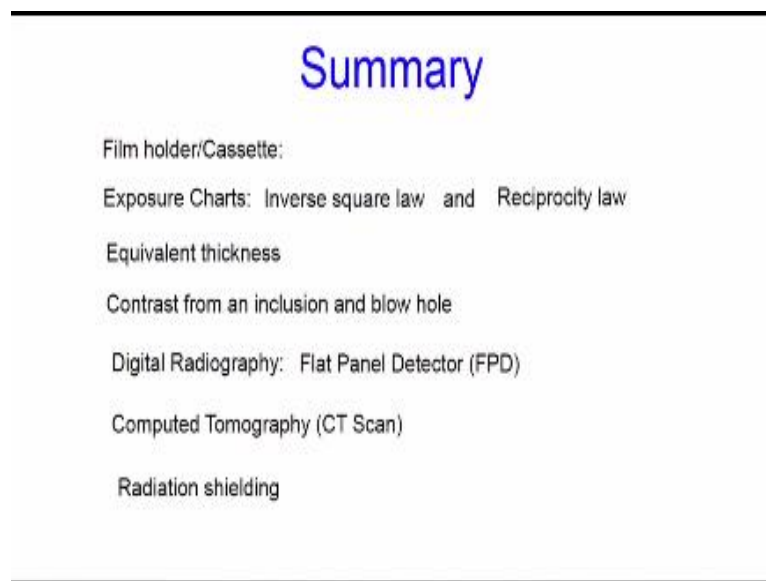 Summary
Film holder/Cassette:
Exposure Charts: Inverse square law and Reciprocity law
Equivalent thickness
Contrast from an inclusion and blow hole
Digital Radiography: Flat Panel Detector (FPD)
Computed Tomography (CT Scan)
Radiation shielding